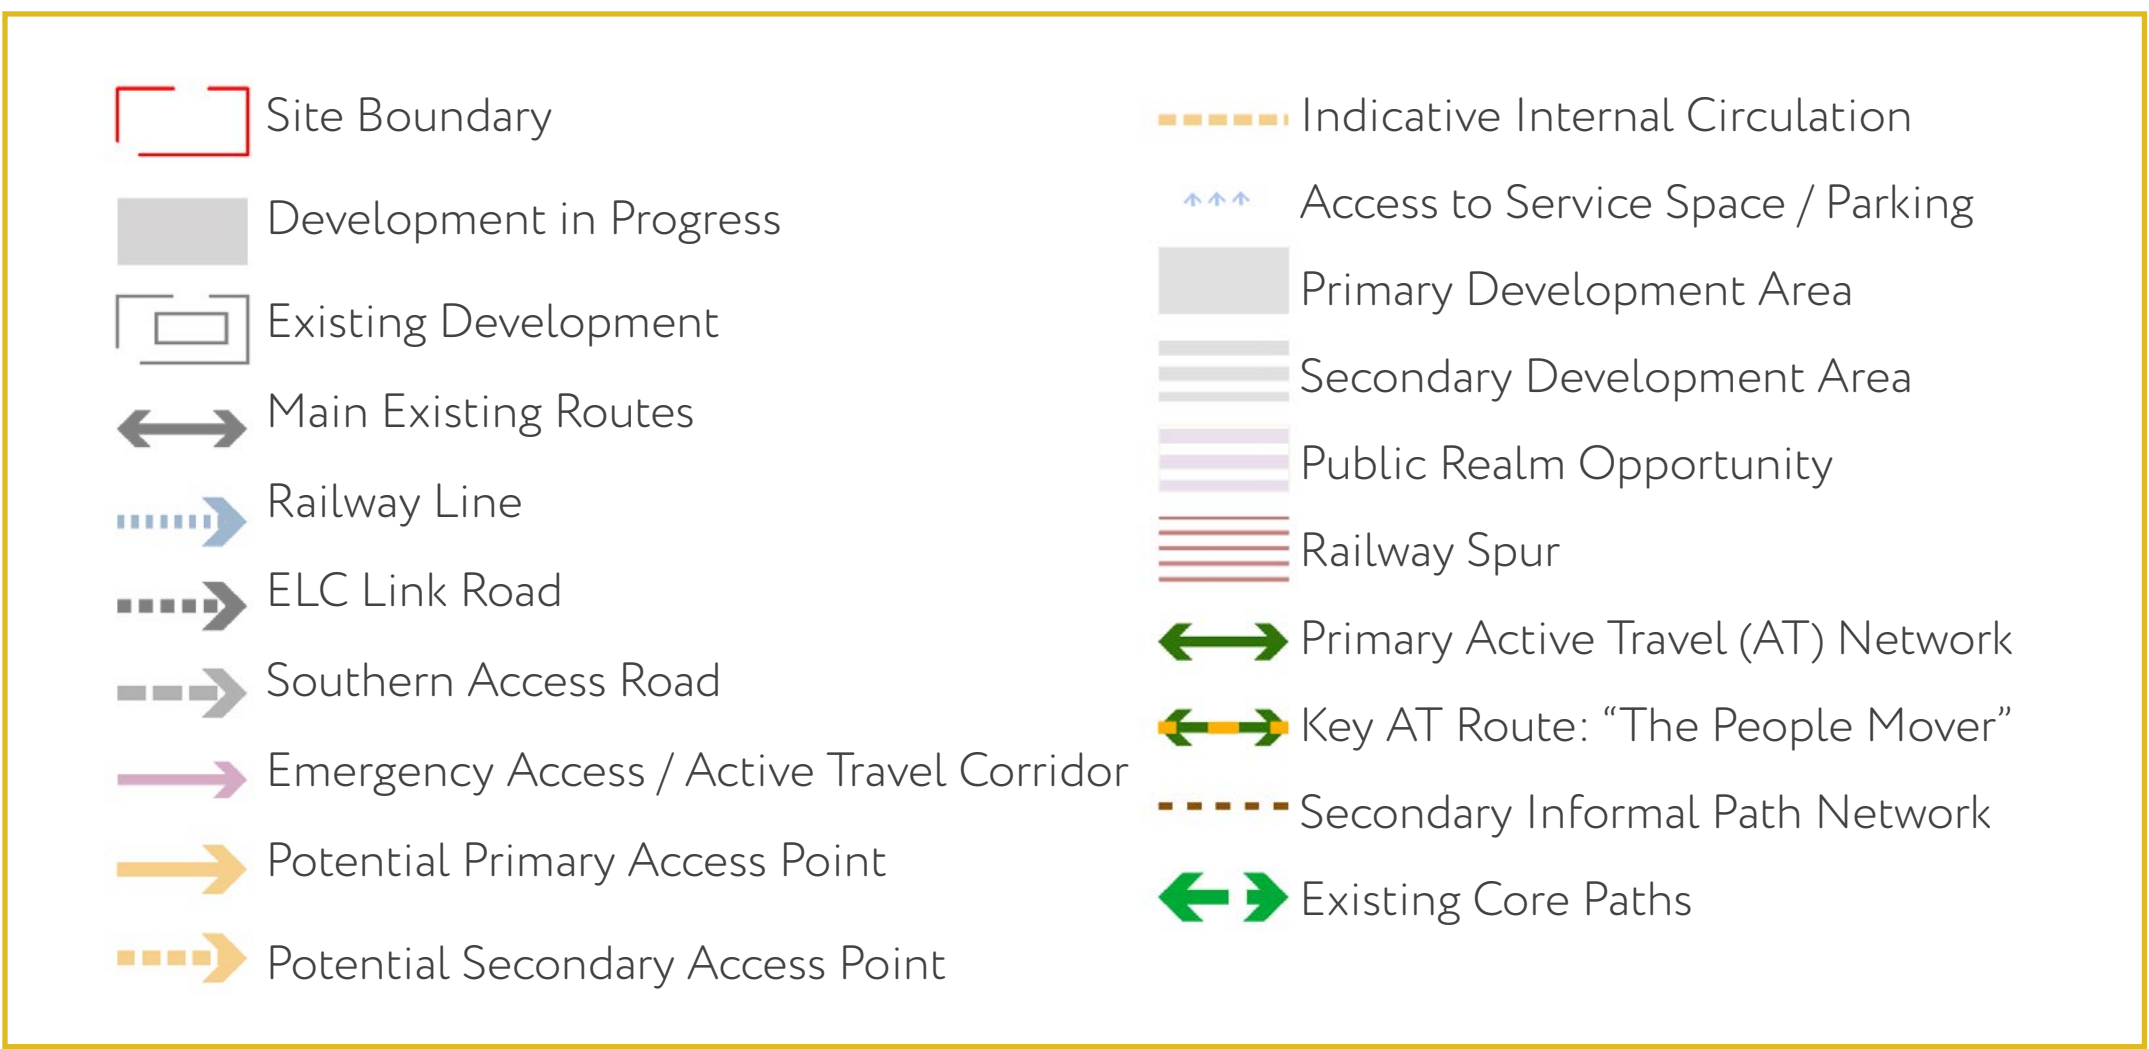 Site Boundary
Development in Progress
Existing Development
Main Existing Routes
Railway Line
ELC Link Road
Southern Access Road
Emergency Access / Active Travel Corridor
Potential Primary Access Point
Potential Secondary Access Point
Indicative Internal Circulation
Access to Service Space / Parking
Primary Development Area
Secondary Development Area
Public Realm Opportunity
Railway Spur
Primary Active Travel (AT) Network
Key AT Route: “The People Mover”
Secondary Informal Path Network
Existing Core Paths